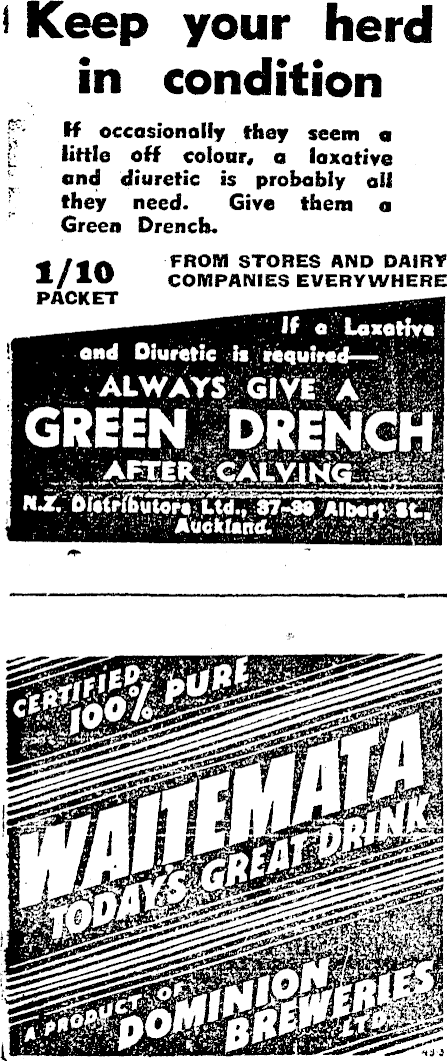 Keep your herd
in condition
If occasionally they seem a
little off colour, a laxative
and diuretic is probably all
they need. Give them a
Green Drench.
1/10
PACKET
FROM STORES AND DAIRY
COMPANIES EVERYWHERE
If a Laxative
and Diuretic is required—
ALWAYS GIVE A
GREEN DRENCH
AFTER CALVING
N.Z. Distributors Ltd., 37-39 Albert St.,
Auckland.
CERTIFIED
100% PURE
WAITEMATA
TODAY'S GREAT DRINK
A PRODUCT OF
DOMINION
BREWERIES
LTD.